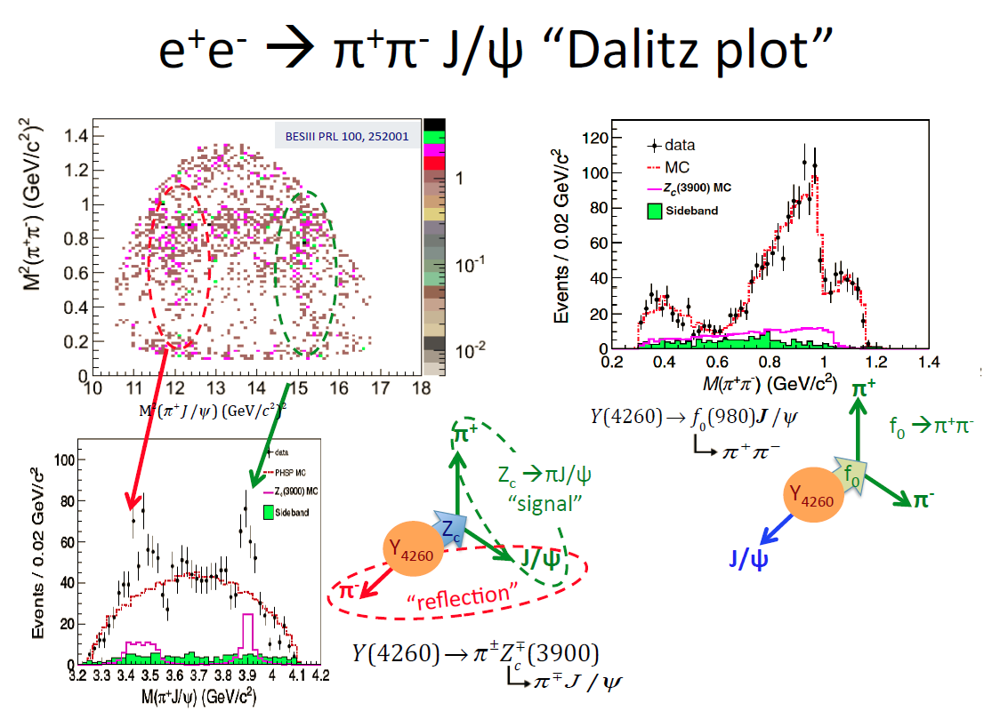 e⁺e⁻ → π⁺π⁻ J/ψ “Dalitz plot”
BESIII PRL 100, 252001
M²(π⁺π) (GeV/c²)²
1.4
1.2
1
0.8
0.6
0.4
0.2
0
10 11 12 13 14 15 16 17 18
M²(π⁺J/ψ) (GeV/c²)²
1
10⁻¹
10⁻²
Events / 0.02 GeV/c²
120
100
80
60
40
20
0
data
MC
Zc(3900) MC
Sideband
0.2 0.4 0.6 0.8 1 1.2 1.4
M(π⁺π⁻) (GeV/c²)
Y(4260) → f₀(980)J/ψ
π⁺π⁻
π⁺
f₀ → π⁺π⁻
f₀
Y₄₂₆₀
π⁻
J/ψ
Events / 0.02 GeV/c²
100
80
60
40
20
0
data
PHSP MC
Zc(3900) MC
Sideband
3.2 3.3 3.4 3.5 3.6 3.7 3.8 3.9 4 4.1 4.2
M(π⁺J/ψ) (GeV/c²)
π⁺
Zc → πJ/ψ
“signal”
Zc
Y₄₂₆₀
J/ψ
π⁻
“reflection”
Y(4260) → π±Zc∓(3900)
π∓J/ψ